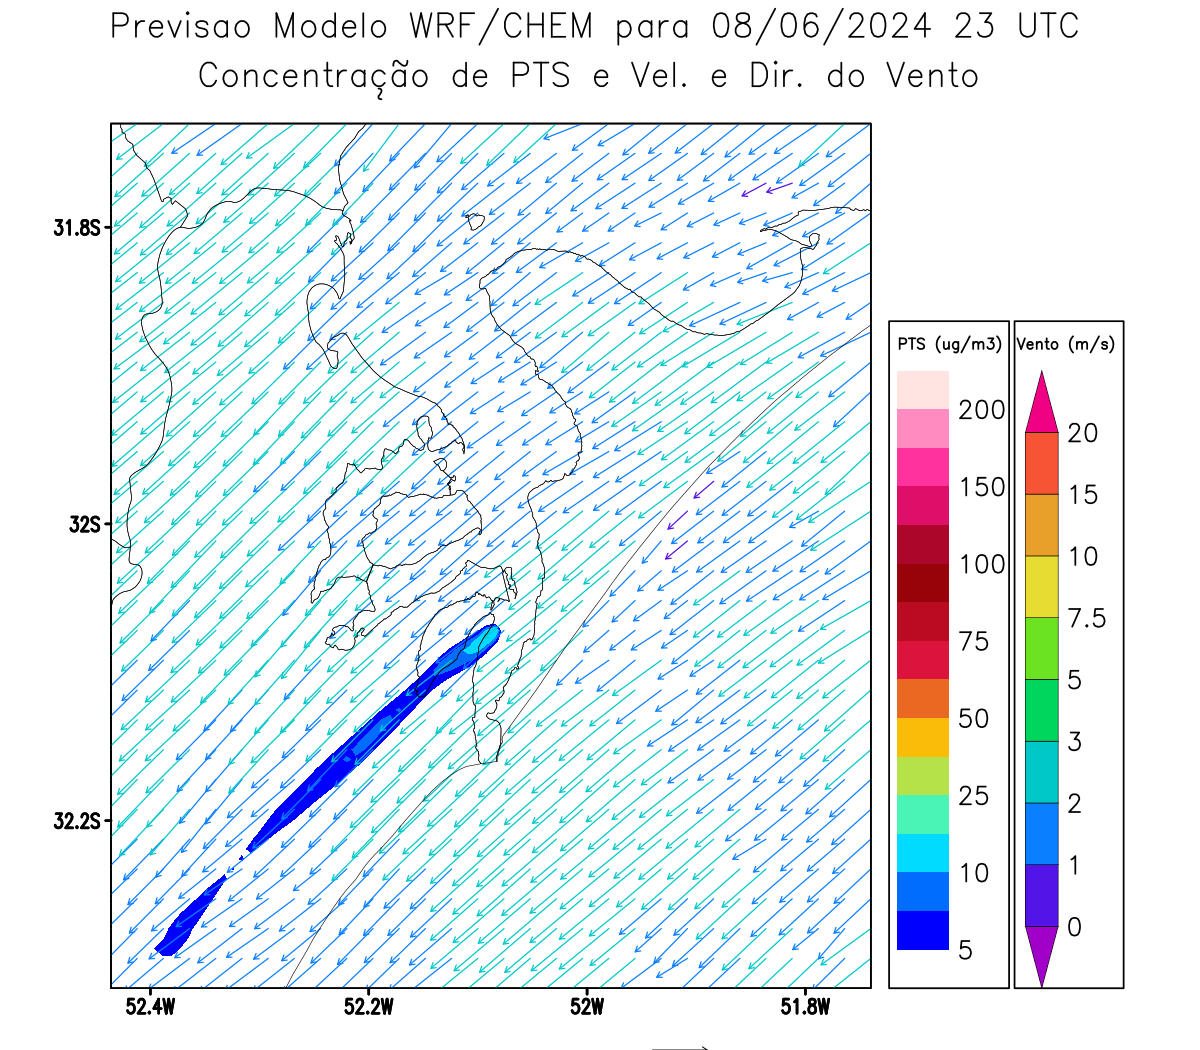 Previsao Modelo WRF/CHEM para 08/06/2024 23 UTC
Concentração de PTS e Vel. e Dir. do Vento
31.8S
32S
32.2S
52.4W
52.2W
52W
51.8W
PTS (ug/m3)
200
150
100
75
50
25
10
5
Vento (m/s)
20
15
10
7.5
5
3
2
1
0